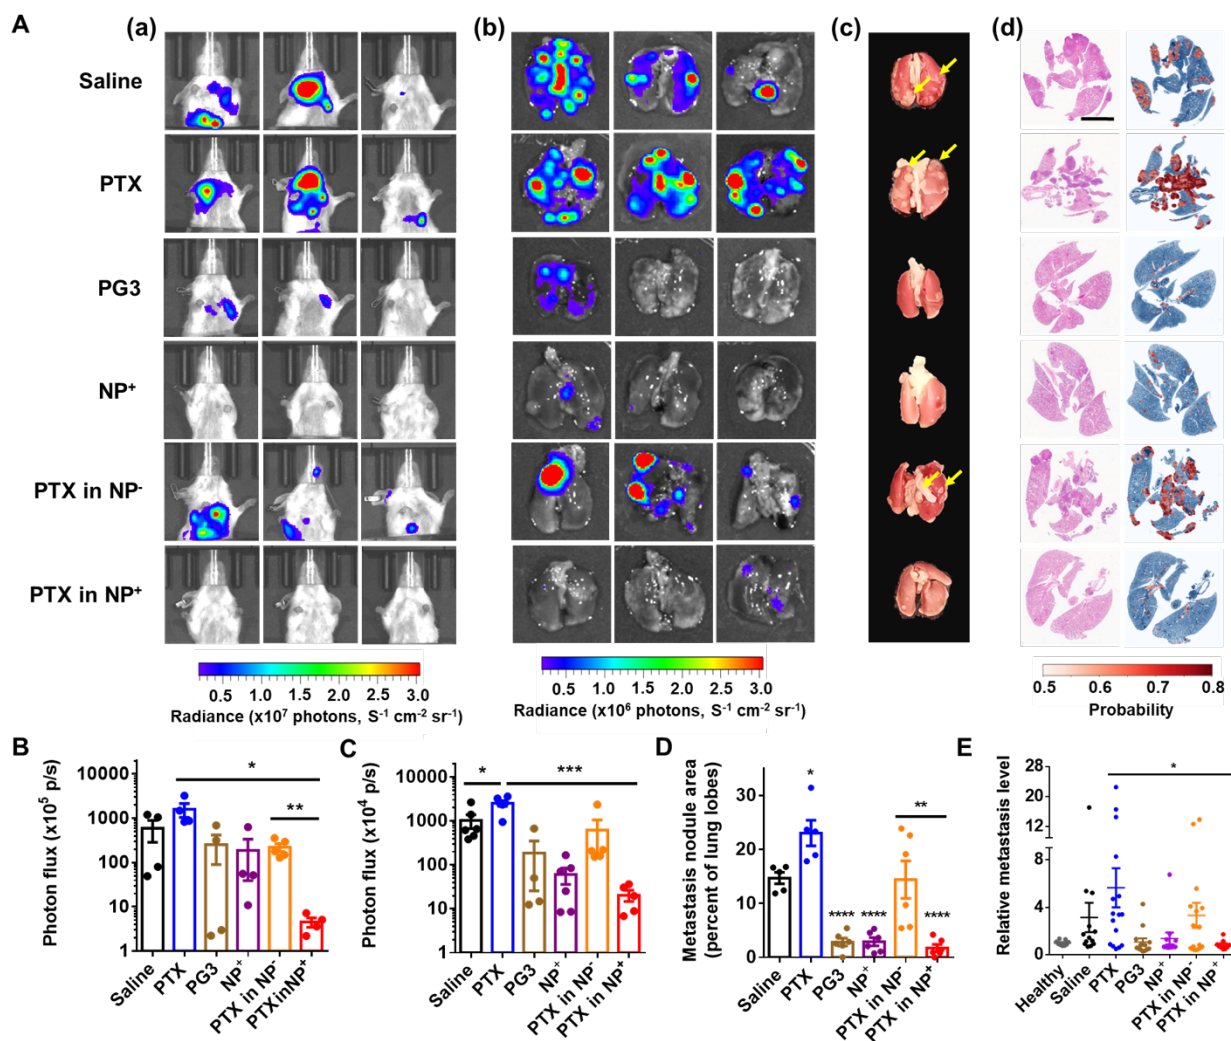 A
(a)
(b)
(c)
(d)
Saline
PTX
PG3
NP⁺
PTX in NP⁻
PTX in NP⁺
0.5 1.0 1.5 2.0 2.5 3.0
Radiance (x10⁷ photons, S⁻¹ cm⁻² sr⁻¹)
0.5 1.0 1.5 2.0 2.5 3.0
Radiance (x10⁶ photons, S⁻¹ cm⁻² sr⁻¹)
0.5 0.6 0.7 0.8
Probability
B
Photon flux (x10⁵ p/s)
10000
1000
100
10
1
*
**
Saline
PTX
PG3
NP⁺
PTX in NP⁻
PTX in NP⁺
C
Photon flux (x10⁴ p/s)
10000
1000
100
10
1
*
***
Saline
PTX
PG3
NP⁺
PTX in NP⁻
PTX in NP⁺
D
Metastasis nodule area
(percent of lung lobes)
30
20
10
0
*
****
****
**
****
Saline
PTX
PG3
NP⁺
PTX in NP⁻
PTX in NP⁺
E
Relative metastasis level
28
20
12
8
4
0
*
Healthy
Saline
PTX
PG3
NP⁺
PTX in NP⁻
PTX in NP⁺